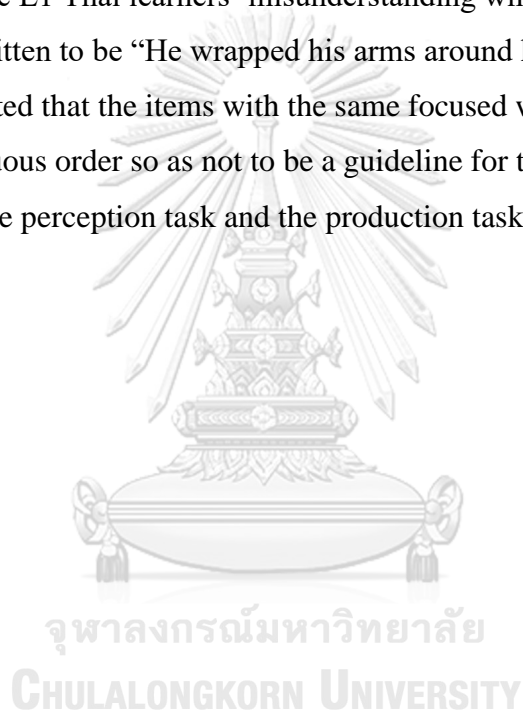 e L1 Thai learners' misunderstanding wi
itten to be “He wrapped his arms around
ted that the items with the same focused
uous order so as not to be a guideline for t
e perception task and the production task
จุฬาลงกรณ์มหาวิทยาลัย
CHULALONGKORN UNIVERSITY